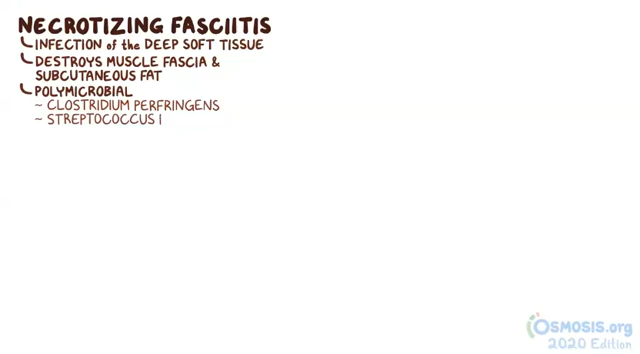 NECROTIZING FASCIITIS
INFECTION of the DEEP SOFT TISSUE
DESTROYS MUSCLE FASCIA &
SUBCUTANEOUS FAT
POLYMICROBIAL
~ CLOSTRIDIUM PERFRINGENS
~ STREPTOCOCCUS
OSMOSIS.org
2020 Edition